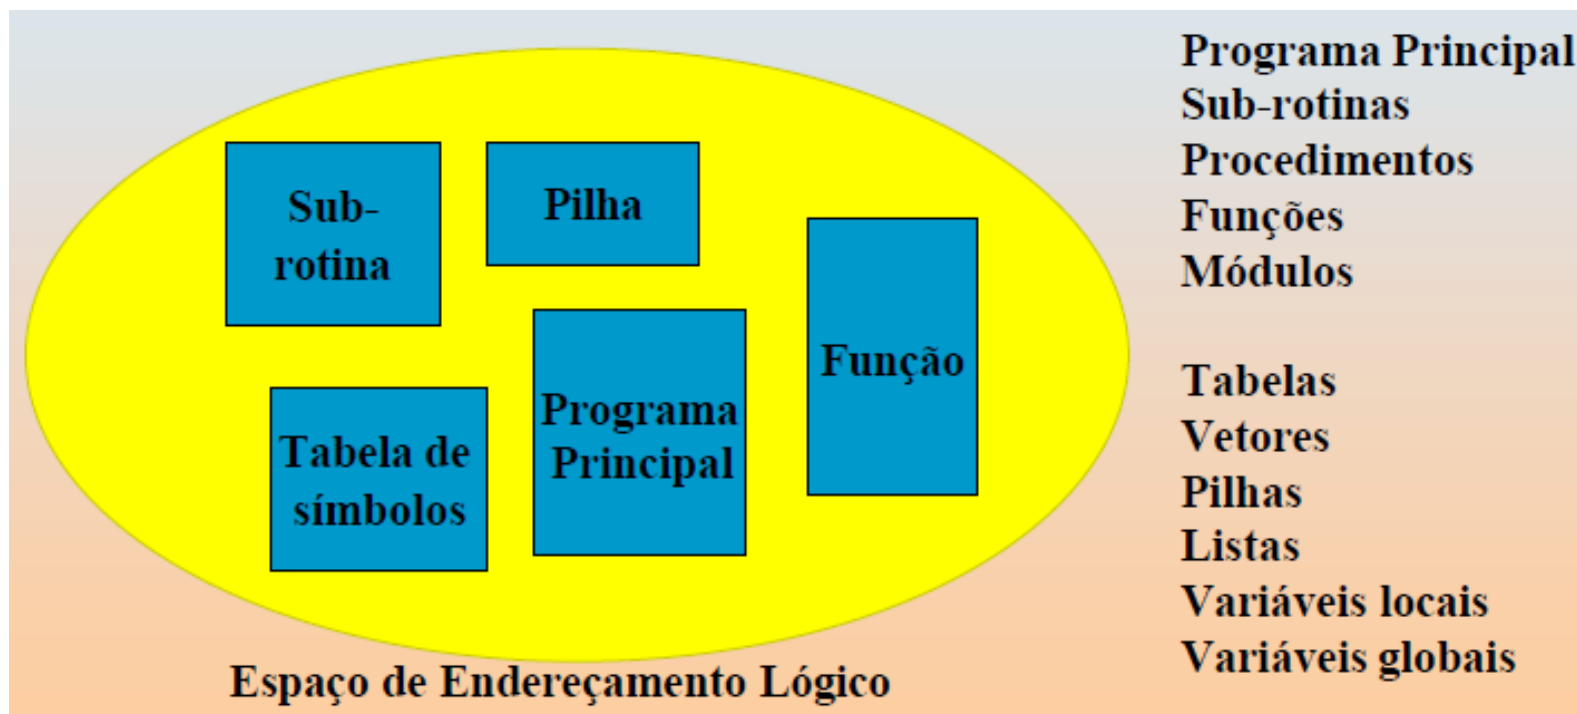 Sub-
rotina
Pilha
Função
Tabela de
símbolos
Programa
Principal
Espaço de Endereçamento Lógico
Programa Principal
Sub-rotinas
Procedimentos
Funções
Módulos
Tabelas
Vetores
Pilhas
Listas
Variáveis locais
Variáveis globais